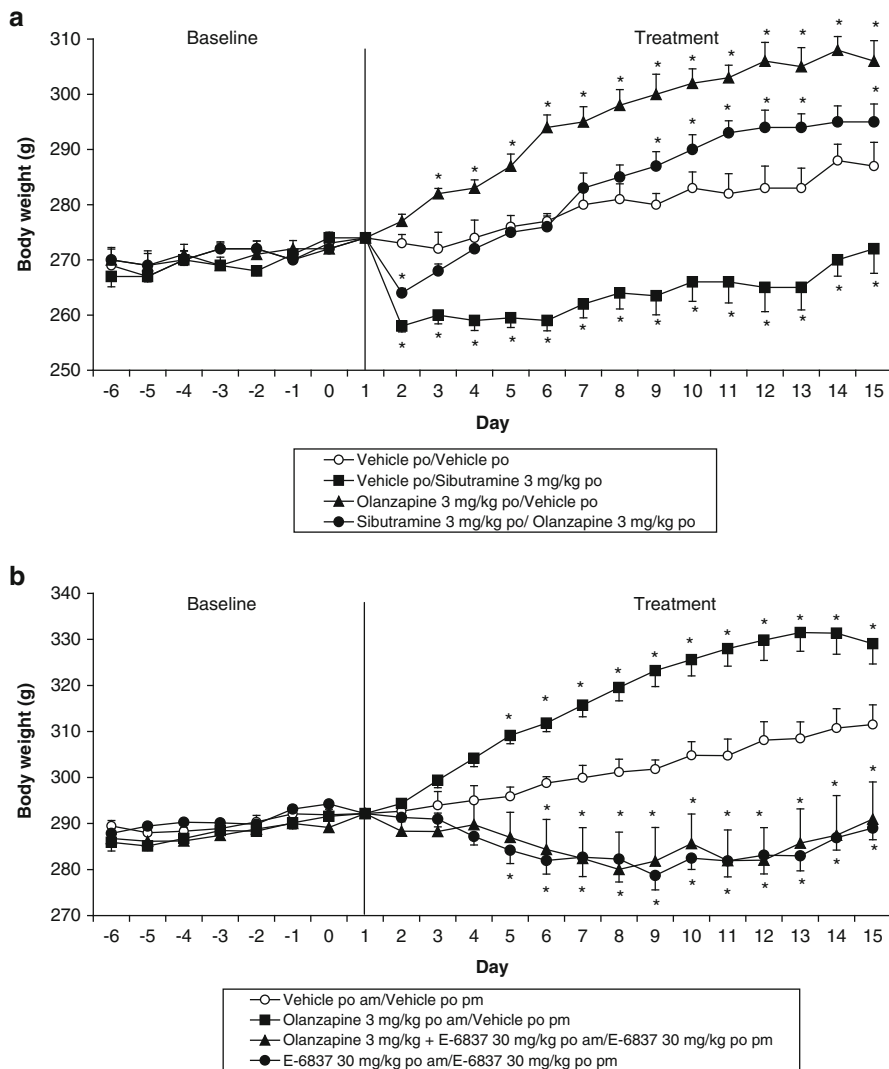 a
Baseline Treatment
310
300
290
280
270
260
250
Body weight (g)
* * * * * * * * * * * * *
* * * * * *
*
* * * * * * * * * * * * * *
-6 -5 -4 -3 -2 -1 0 1 2 3 4 5 6 7 8 9 10 11 12 13 14 15
Day
Vehicle po/Vehicle po
Vehicle po/Sibutramine 3 mg/kg po
Olanzapine 3 mg/kg po/Vehicle po
Sibutramine 3 mg/kg po/ Olanzapine 3 mg/kg po
b
Baseline Treatment
340
330
320
310
300
290
280
270
Body weight (g)
* * * * * * * * * * *
* * * * * * * * * *
* * * * * * * * * * *
-6 -5 -4 -3 -2 -1 0 1 2 3 4 5 6 7 8 9 10 11 12 13 14 15
Day
Vehicle po am/Vehicle po pm
Olanzapine 3 mg/kg po am/Vehicle po pm
Olanzapine 3 mg/kg + E-6837 30 mg/kg po am/E-6837 30 mg/kg po pm
E-6837 30 mg/kg po am/E-6837 30 mg/kg po pm